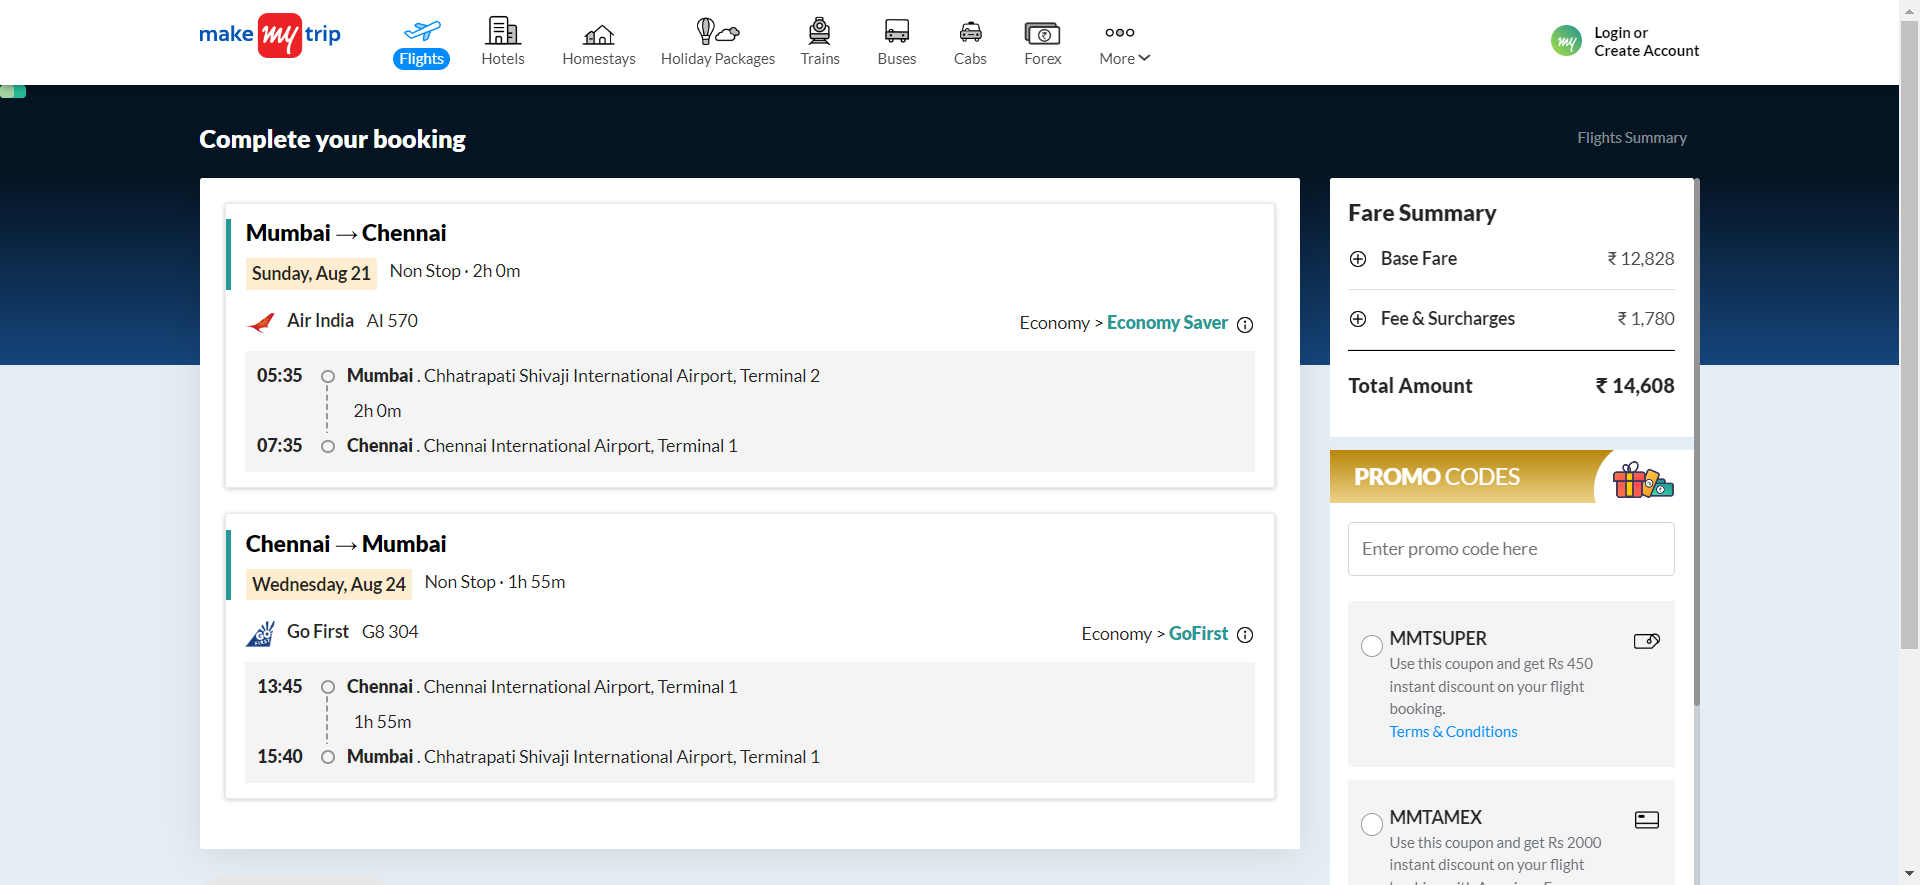 make my trip
Flights
Hotels
Homestays
Holiday Packages
Trains
Buses
Cabs
Forex
More
my
Login or
Create Account
Complete your booking
Flights Summary
Mumbai → Chennai
Sunday, Aug 21 Non Stop · 2h 0m
Air India AI 570
Economy > Economy Saver
05:35 Mumbai . Chhatrapati Shivaji International Airport, Terminal 2
2h 0m
07:35 Chennai . Chennai International Airport, Terminal 1
Chennai → Mumbai
Wednesday, Aug 24 Non Stop · 1h 55m
GO FIRST
Go First G8 304
Economy > GoFirst
13:45 Chennai . Chennai International Airport, Terminal 1
1h 55m
15:40 Mumbai . Chhatrapati Shivaji International Airport, Terminal 1
Fare Summary
Base Fare ₹ 12,828
Fee & Surcharges ₹ 1,780
Total Amount ₹ 14,608
PROMO CODES
Enter promo code here
MMTSUPER
Use this coupon and get Rs 450
instant discount on your flight
booking.
Terms & Conditions
MMTAMEX
Use this coupon and get Rs 2000
instant discount on your flight